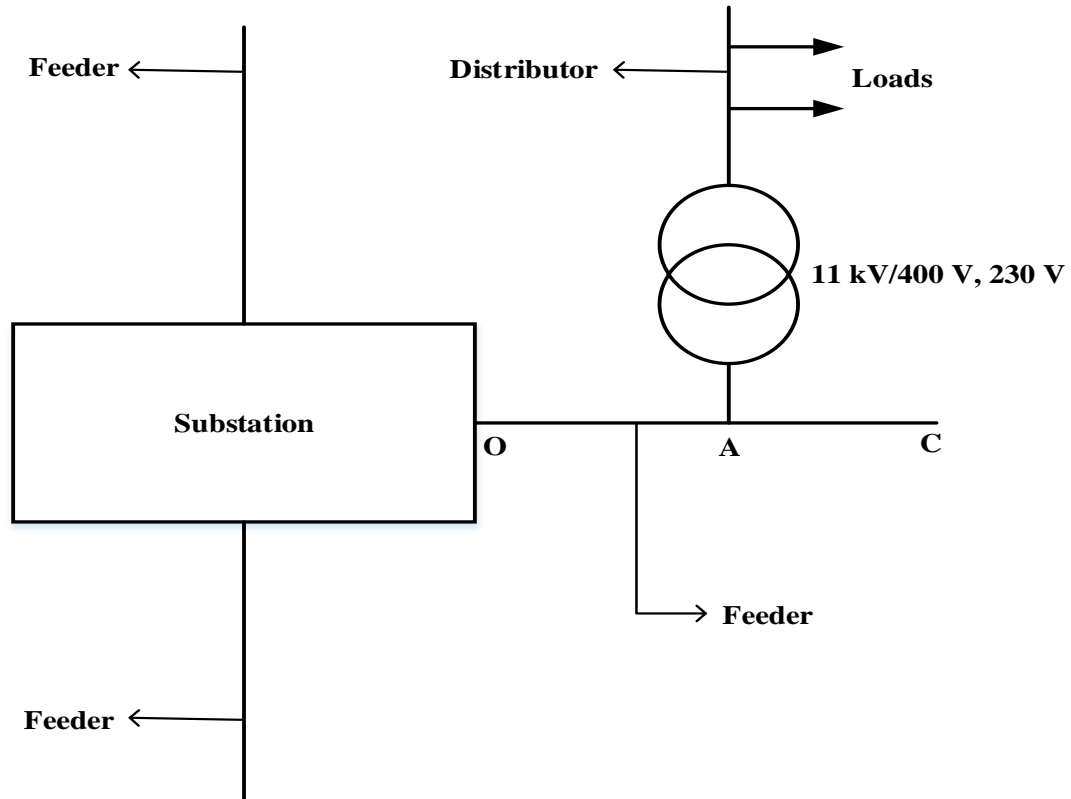 Feeder
Distributor
Loads
11 kV/400 V, 230 V
Substation
O
A
C
Feeder
Feeder